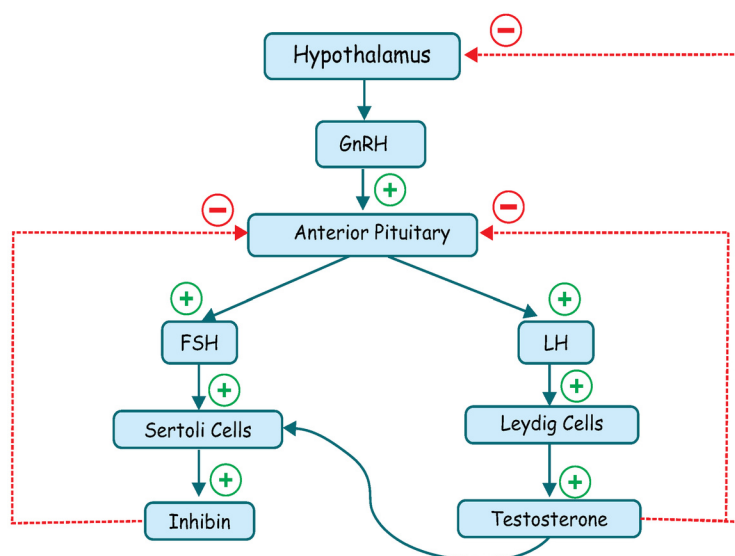 Hypothalamus
GnRH
Anterior Pituitary
FSH
LH
Sertoli Cells
Leydig Cells
Inhibin
Testosterone